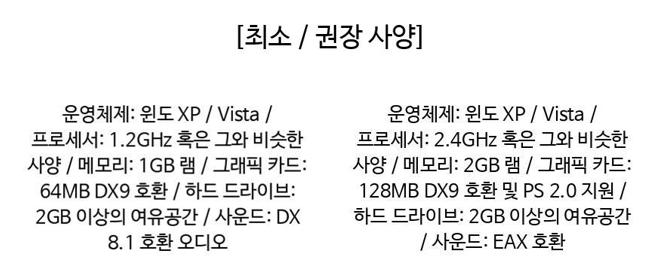 [최소 / 권장 사양]
운영체제: 윈도 XP / Vista /
프로세서: 1.2GHz 혹은 그와 비슷한
사양 / 메모리: 1GB 램 / 그래픽 카드:
64MB DX9 호환 / 하드 드라이브:
2GB 이상의 여유공간 / 사운드: DX
8.1 호환 오디오
운영체제: 윈도 XP / Vista /
프로세서: 2.4GHz 혹은 그와 비슷한
사양 / 메모리: 2GB 램 / 그래픽 카드:
128MB DX9 호환 및 PS 2.0 지원 /
하드 드라이브: 2GB 이상의 여유공간
/ 사운드: EAX 호환